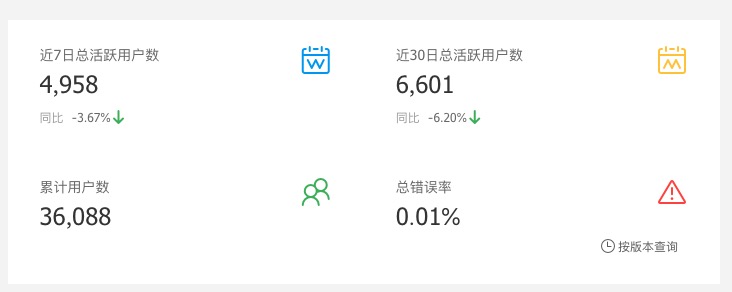 近7日总活跃用户数
4,958
同比 -3.67%
近30日总活跃用户数
6,601
同比 -6.20%
累计用户数
36,088
总错误率
0.01%
按版本查询